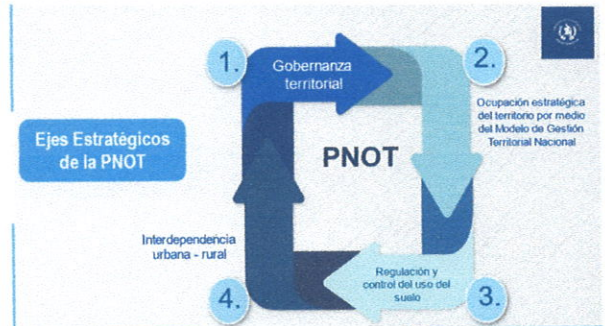 Ejes Estratégicos
de la PNOT
1.
Gobernanza
territorial
2.
Ocupación estratégica
del territorio por medio
del Modelo de Gestión
Territorial Nacional
PNOT
3.
Regulación y
control del uso del
suelo
4.
Interdependencia
urbana - rural